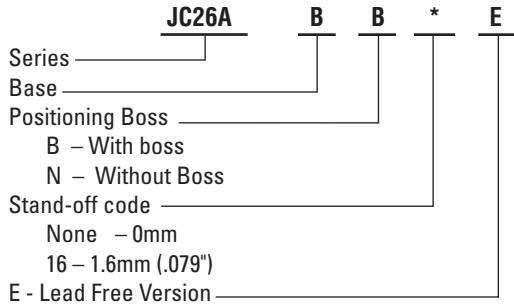 JC26A B B * E
Series
Base
Positioning Boss
B – With boss
N – Without Boss
Stand-off code
None – 0mm
16 – 1.6mm (.079")
E - Lead Free Version